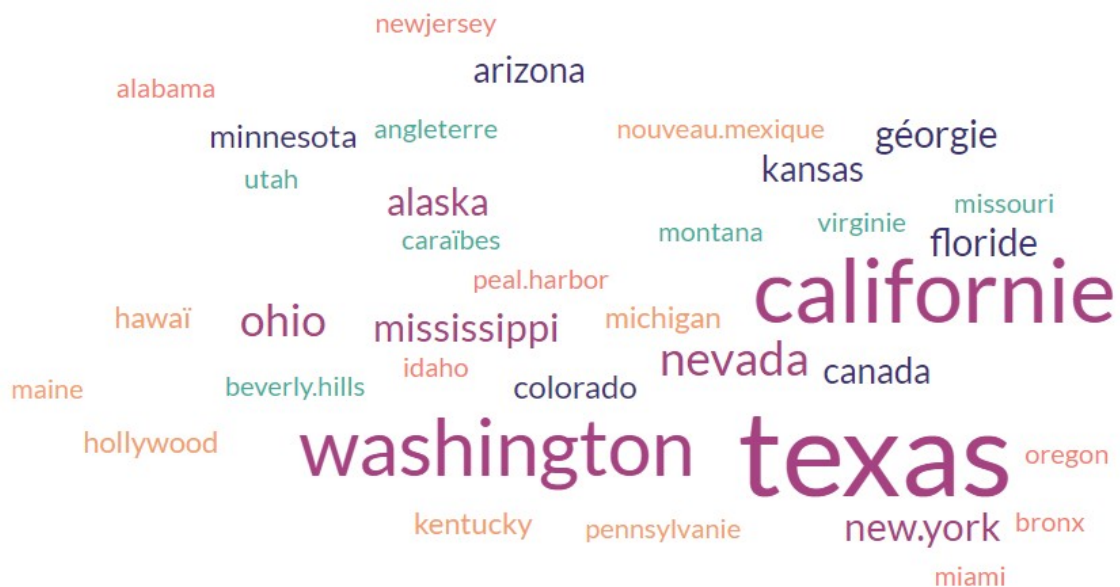 newjersey
arizona
alabama
minnesota angleterre nouveau.mexique géorgie
kansas
utah
alaska missouri
caraïbes montana virginie floride
peal.harbor californie
hawaï ohio mississippi michigan
nevada
idaho canada
maine beverly.hills colorado
hollywood washington texas oregon
kentucky pennsylvanie new.york bronx
miami